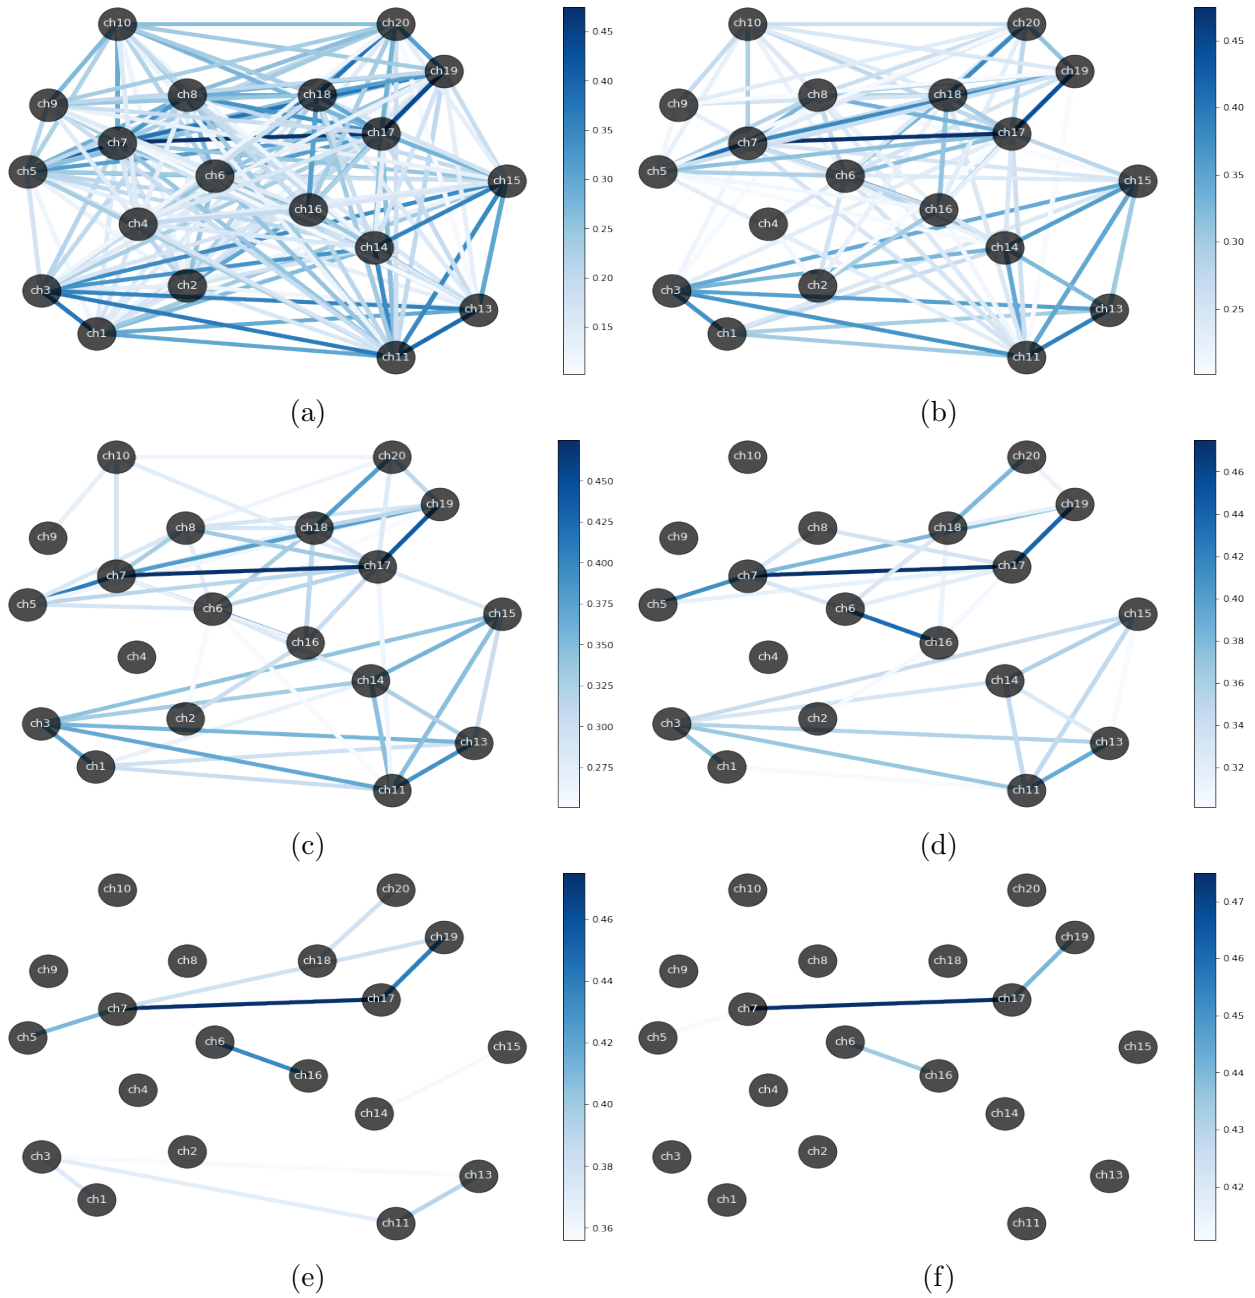 ch10 ch20 0.45
ch19
0.40
ch9 ch8 ch18
0.35
ch7 ch17
ch5 ch6 ch15 0.30
ch4 ch16
0.25
ch14
0.20
ch3 ch2
ch13
ch1 0.15
ch11
(a)
ch10 ch20 0.45
ch19
ch9 ch8 ch18 0.40
ch7 ch17
ch5 ch6 ch15 0.35
ch4 ch16
0.30
ch14
ch3 ch2
ch13 0.25
ch1
ch11
(b)
ch10 ch20
0.450
ch19
ch9 ch8 ch18 0.425
0.400
ch7 ch17
ch5 ch6 ch15 0.375
ch4 ch16 0.350
ch14 0.325
ch3 ch2 0.300
ch13
ch1 0.275
ch11
(c)
ch10 ch20 0.46
ch19
0.44
ch9 ch8 ch18
0.42
ch7 ch17
ch5 ch6 ch15 0.40
ch4 ch16
0.38
ch14
0.36
ch3 ch2 0.34
ch13
ch1 0.32
ch11
(d)
ch10 ch20
0.46
ch19
ch9 ch8 ch18
0.44
ch7 ch17
ch5 ch6 ch15 0.42
ch4 ch16
0.40
ch14
ch3 ch2 0.38
ch13
ch1
ch11 0.36
(e)
ch10 ch20 0.47
ch19
ch9 ch8 ch18 0.46
ch7 ch17
0.45
ch5 ch6 ch15
ch4 ch16 0.44
ch14
0.43
ch3 ch2
ch13 0.42
ch1
ch11
(f)